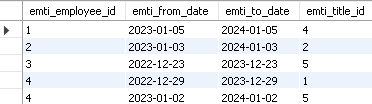 emti_employee_id emti_from_date emti_to_date emti_title_id
1 2023-01-05 2024-01-05 4
2 2023-01-03 2024-01-03 2
3 2022-12-23 2023-12-23 5
4 2022-12-29 2023-12-29 1
4 2023-01-02 2024-01-02 5